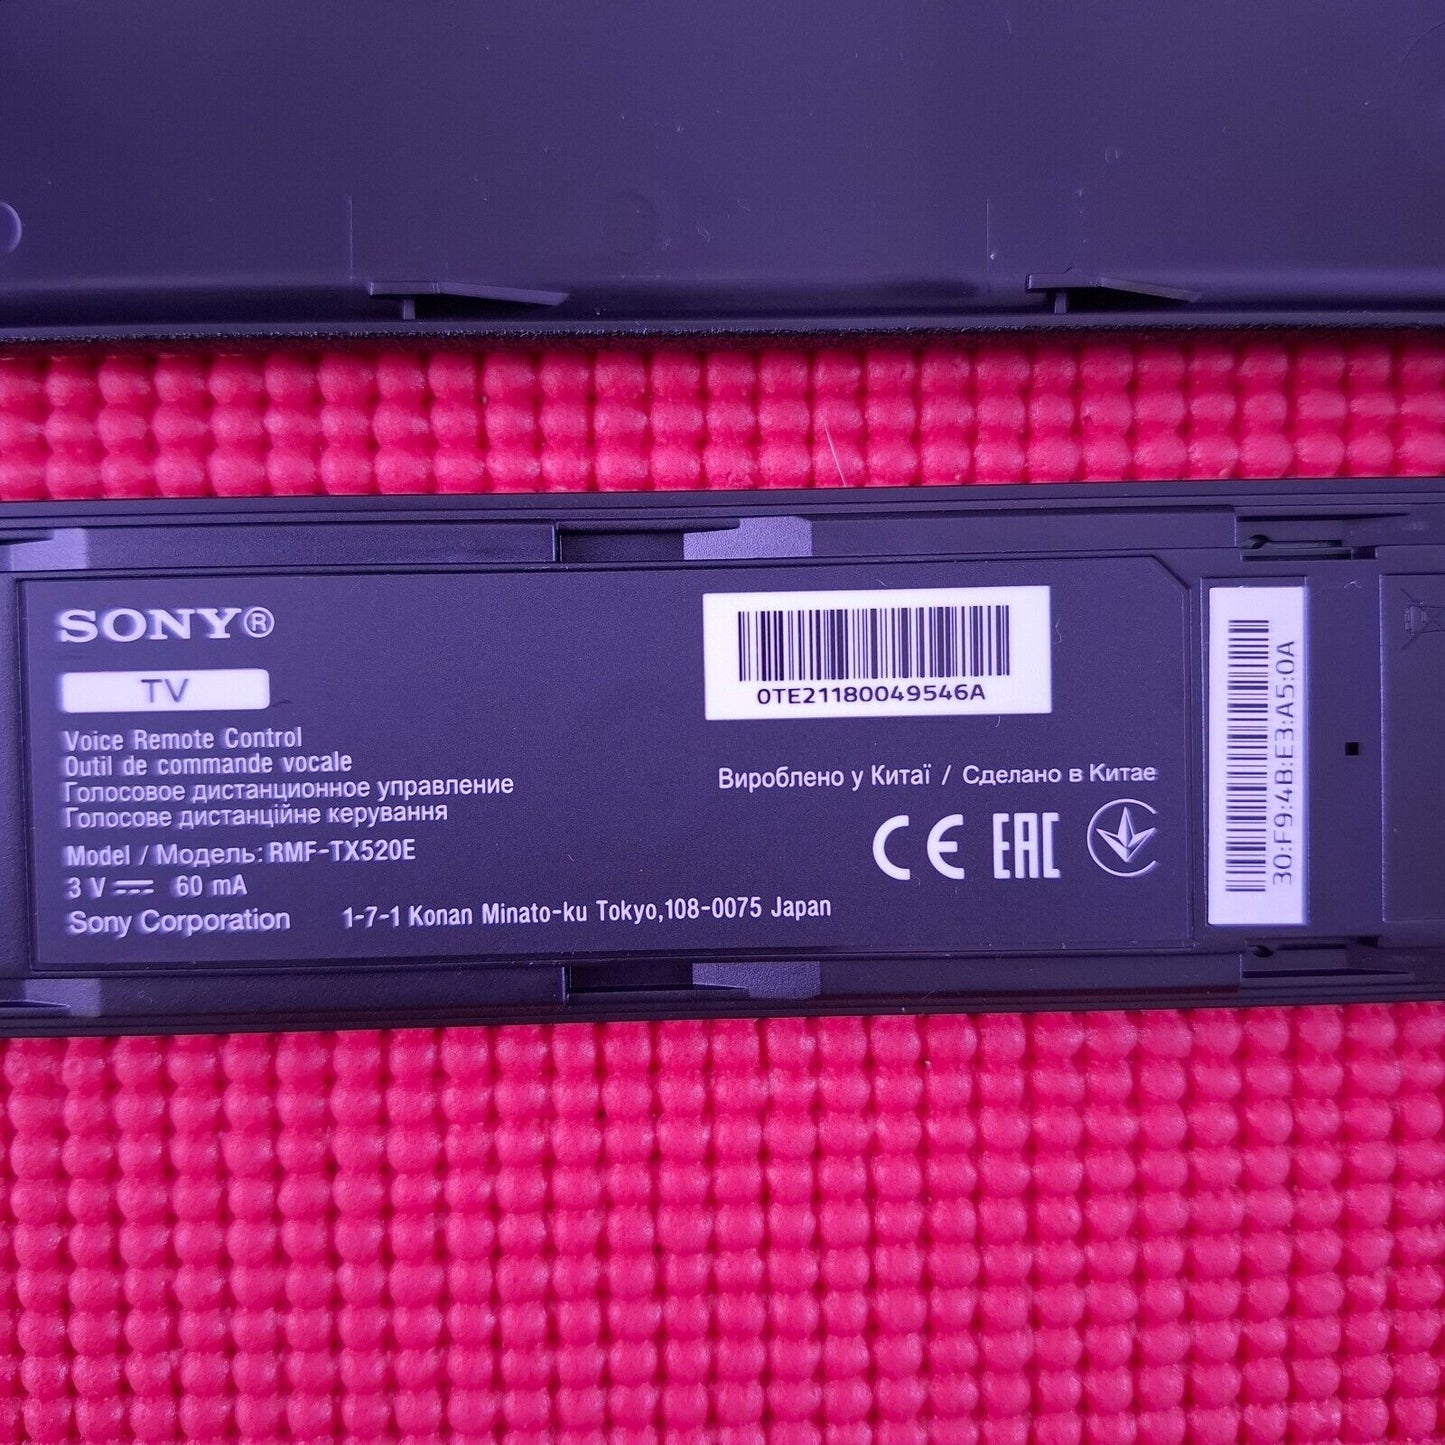 SONY®
TV
Voice Remote Control
Outil de commande vocale
Голосовое дистанционное управление
Голосове дистанційне керування
Model / Модель: RMF-TX520E
3 V 60 mA
Sony Corporation 1-7-1 Konan Minato-ku Tokyo,108-0075 Japan
0TE21180049546A
Вироблено у Китаї / Сделано в Китае
CE EAC
30:F9:4B:E3:A5:0A